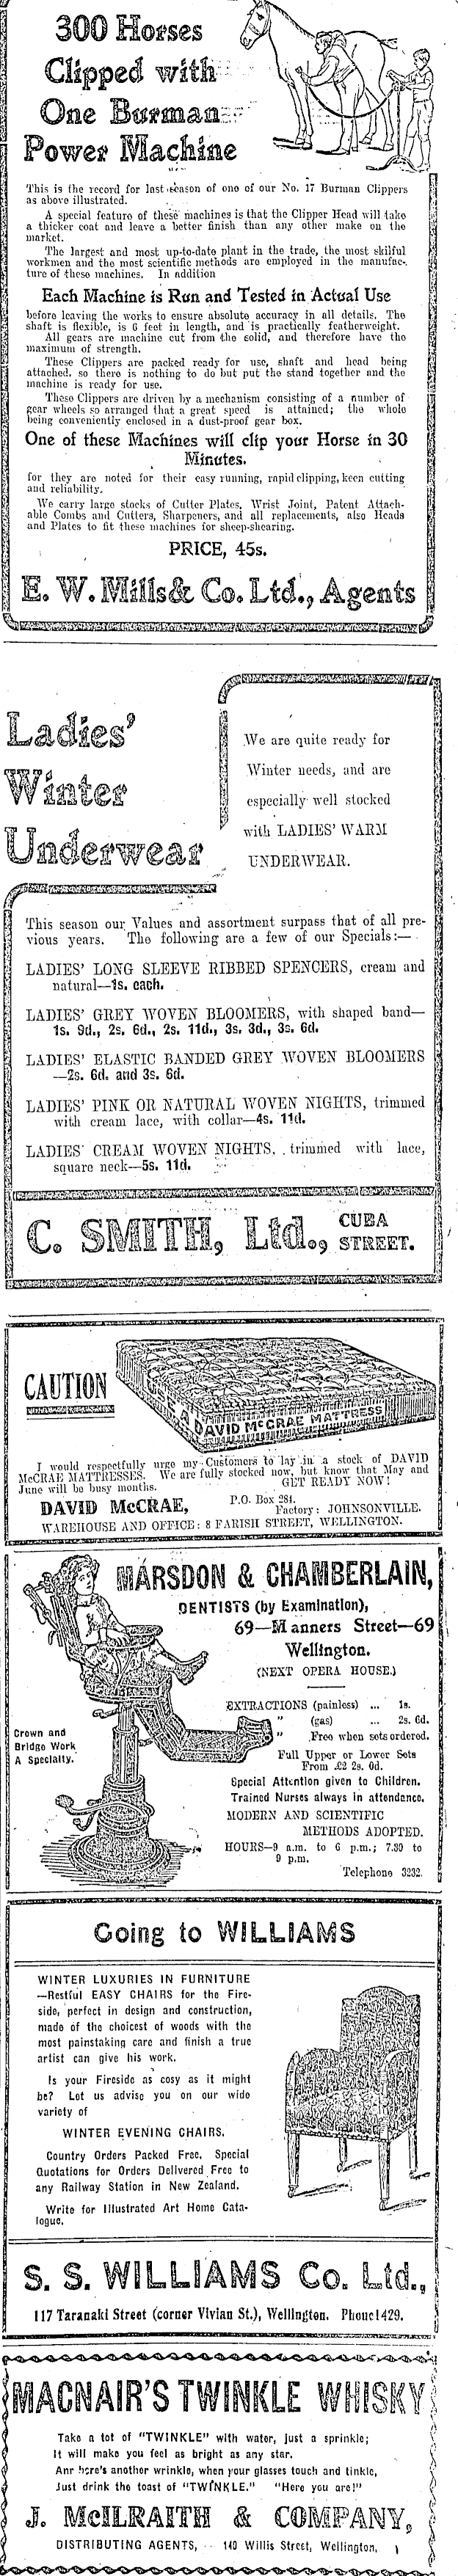 300 Horses
Clipped with
One Burman
Power Machine
This is the record for last season of one of our No. 17 Burman Clippers
as above illustrated.
A special feature of these machines is that the Clipper Head will take
a thicker coat and leave a better finish than any other make on the
market.
The largest and most up-to-date plant in the trade, the most skilful
workmen and the most scientific methods are employed in the manufac-
ture of these machines. In addition
Each Machine is Run and Tested in Actual Use
before leaving the works to ensure absolute accuracy in all details. The
shaft is flexible, is 6 feet in length, and is practically featherweight.
All gears are machine cut from the solid, and therefore have the
maximum of strength.
These Clippers are packed ready for use, shaft and head being
attached, so there is nothing to do but put the stand together and the
machine is ready for use.
These Clippers are driven by a mechanism consisting of a number of
gear wheels so arranged that a great speed is attained; the whole
being conveniently enclosed in a dust-proof gear box.
One of these Machines will clip your Horse in 30
Minutes.
for they are noted for their easy running, rapid clipping, keen cutting
and reliability.
We carry large stocks of Cutter Plates, Wrist Joint, Patent Attach-
able Combs and Cutters, Sharpeners, and all replacements, also Heads
and Plates to fit these machines for sheep-shearing.
PRICE, 45s.
E. W. Mills & Co. Ltd., Agents
Ladies'
Winter
Underwear
We are quite ready for
Winter needs, and are
especially well stocked
with LADIES' WARM
UNDERWEAR.
This season our Values and assortment surpass that of all pre-
vious years. The following are a few of our Specials:—
LADIES' LONG SLEEVE RIBBED SPENCERS, cream and
natural—1s. each.
LADIES' GREY WOVEN BLOOMERS, with shaped band—
1s. 9d., 2s. 6d., 2s. 11d., 3s. 3d., 3s. 6d.
LADIES' ELASTIC BANDED GREY WOVEN BLOOMERS
—2s. 6d. and 3s. 6d.
LADIES' PINK OR NATURAL WOVEN NIGHTS, trimmed
with cream lace, with collar—4s. 11d.
LADIES' CREAM WOVEN NIGHTS, trimmed with lace,
square neck—5s. 11d.
C. SMITH, Ltd., CUBA
STREET.
CAUTION
DAVID McCRAE MATTRESS
I would respectfully urge my Customers to lay in a stock of DAVID
McCRAE MATTRESSES. We are fully stocked now, but know that May and
June will be busy months. GET READY NOW!
DAVID McCRAE, P.O. Box 284.
Factory: JOHNSONVILLE.
WAREHOUSE AND OFFICE: 8 FARISH STREET, WELLINGTON.
MARSDON & CHAMBERLAIN,
DENTISTS (by Examination),
69—Manners Street—69
Wellington.
(NEXT OPERA HOUSE.)
EXTRACTIONS (painless) ... 1s.
" (gas) ... 2s. 6d.
" Free when sets ordered.
Crown and
Bridge Work
A Specialty.
Full Upper or Lower Sets
From £2 2s. 0d.
Special Attention given to Children.
Trained Nurses always in attendance.
MODERN AND SCIENTIFIC
METHODS ADOPTED.
HOURS—9 a.m. to 6 p.m.; 7.30 to
9 p.m.
Telephone 3232.
Going to WILLIAMS
WINTER LUXURIES IN FURNITURE
—Restful EASY CHAIRS for the Fire-
side, perfect in design and construction,
made of the choicest of woods with the
most painstaking care and finish a true
artist can give his work.
Is your Fireside as cosy as it might
be? Let us advise you on our wide
variety of
WINTER EVENING CHAIRS.
Country Orders Packed Free. Special
Quotations for Orders Delivered Free to
any Railway Station in New Zealand.
Write for Illustrated Art Home Cata-
logue.
S. S. WILLIAMS Co. Ltd.,
117 Taranaki Street (corner Vivian St.), Wellington. Phone 1429.
MACNAIR'S TWINKLE WHISKY
Take a tot of "TWINKLE" with water, just a sprinkle;
It will make you feel as bright as any star.
And here's another wrinkle, when your glasses touch and tinkle,
Just drink the toast of "TWINKLE." "Here you are!"
J. McILRAITH & COMPANY,
DISTRIBUTING AGENTS, 140 Willis Street, Wellington.